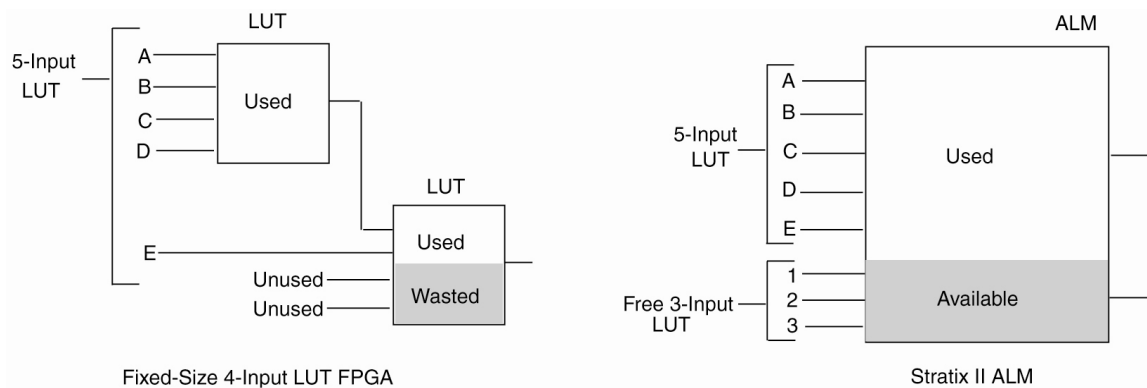 LUT
5-Input
LUT
A
B
C
D
Used
LUT
E
Used
Unused
Unused
Wasted
Fixed-Size 4-Input LUT FPGA
ALM
5-Input
LUT
A
B
C
D
E
Used
Free 3-Input
LUT
1
2
3
Available
Stratix II ALM